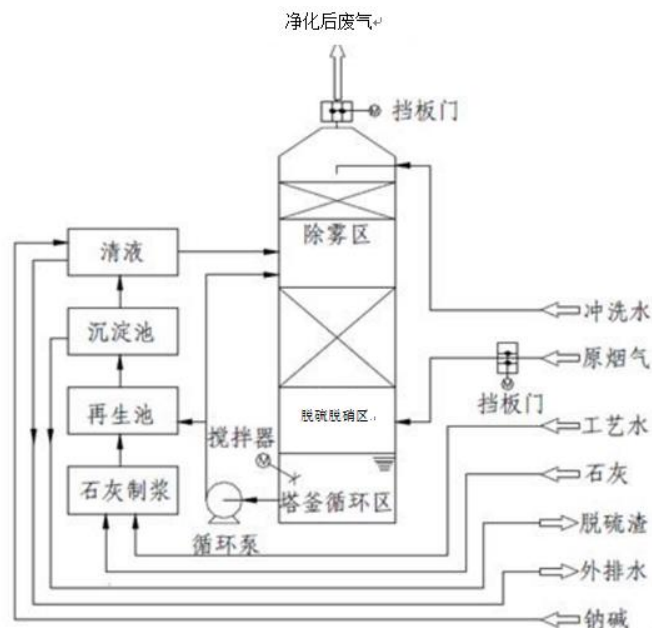 净化后废气
挡板门
除雾区
清液
沉淀池
再生池
石灰制浆
搅拌器
循环泵
脱硫脱硝区
塔釜循环区
冲洗水
原烟气
挡板门
工艺水
石灰
脱硫渣
外排水
钠碱